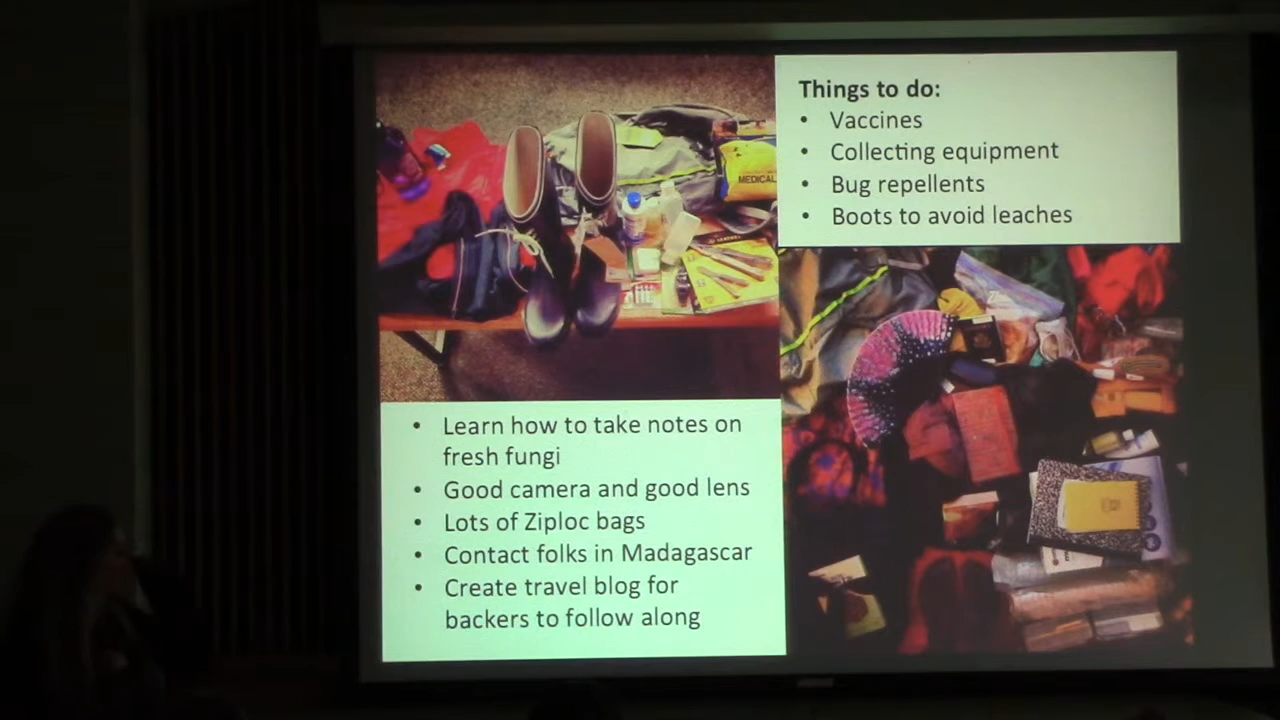 Things to do:
• Vaccines
• Collecting equipment
• Bug repellents
• Boots to avoid leaches
MEDICAL
• Learn how to take notes on
fresh fungi
• Good camera and good lens
• Lots of Ziploc bags
• Contact folks in Madagascar
• Create travel blog for
backers to follow along